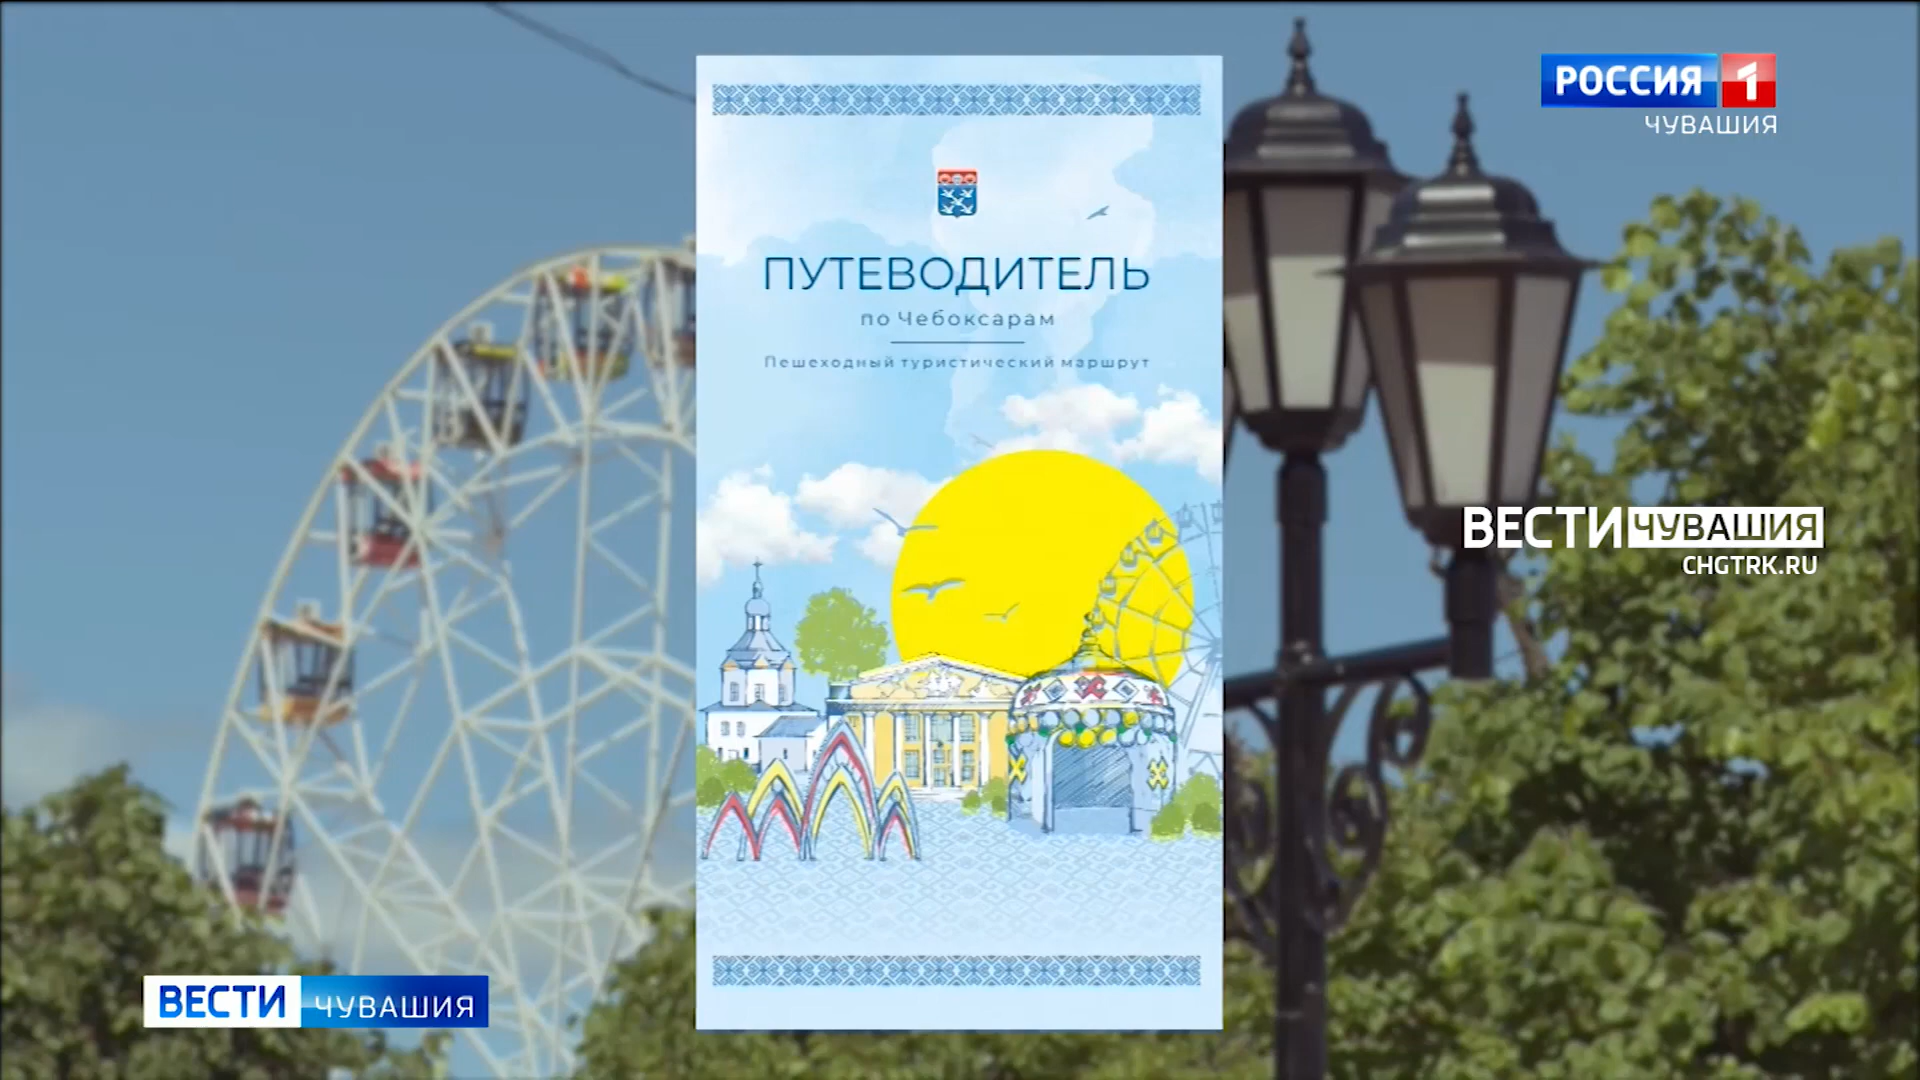 РОССИЯ 1
ЧУВАШИЯ
ПУТЕВОДИТЕЛЬ
по Чебоксарам
Пешеходный туристический маршрут
ВЕСТИ ЧУВАШИЯ
CHGTRK.RU
ВЕСТИ ЧУВАШИЯ